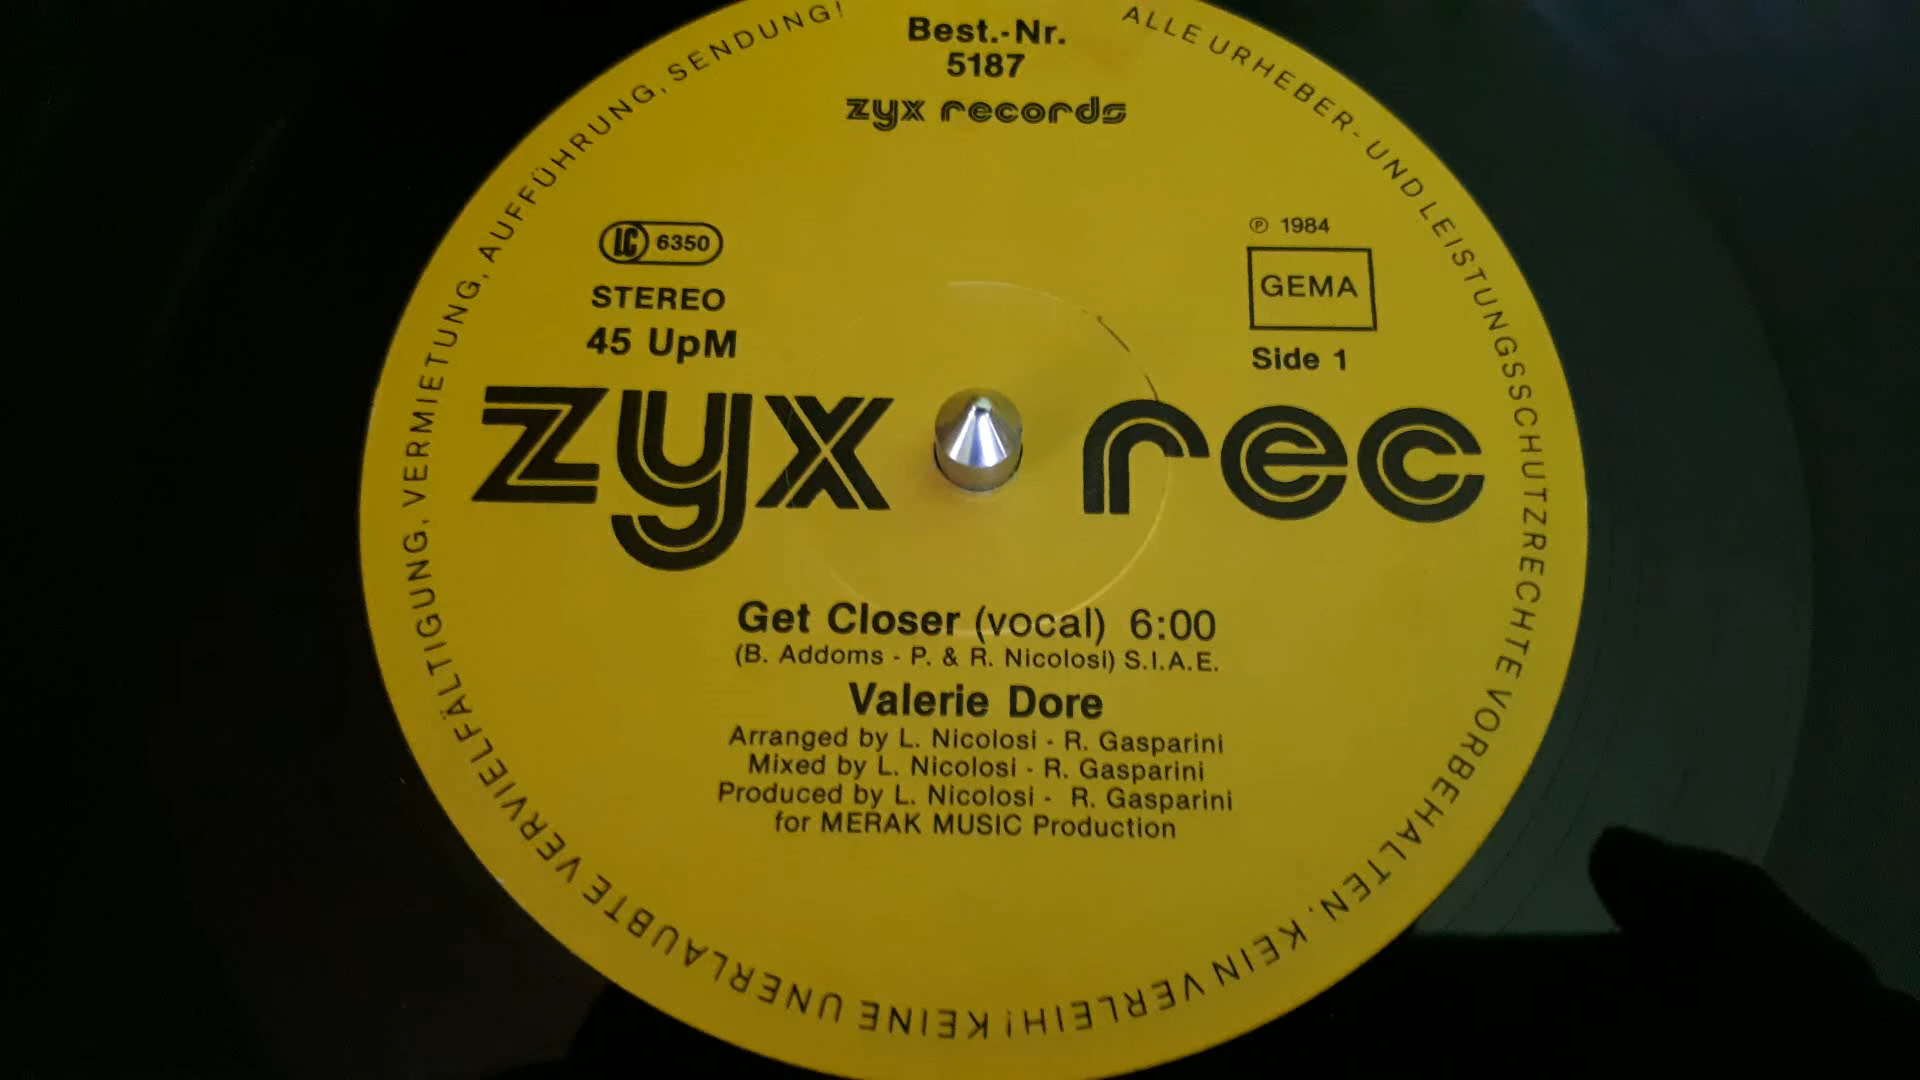 Best.-Nr.
5187
zyx records
LC 6350
STEREO
45 UpM
℗ 1984
GEMA
Side 1
zyx rec
Get Closer (vocal) 6:00
(B. Addoms - P. & R. Nicolosi) S.I.A.E.
Valerie Dore
Arranged by L. Nicolosi - R. Gasparini
Mixed by L. Nicolosi - R. Gasparini
Produced by L. Nicolosi - R. Gasparini
for MERAK MUSIC Production
ALLE URHEBER- UND LEISTUNGSSCHUTZRECHTE VORBEHALTEN. KEIN VERLEIH! KEINE UNERLAUBTE VERVIELFÄLTIGUNG, VERMIETUNG, AUFFÜHRUNG, SENDUNG!